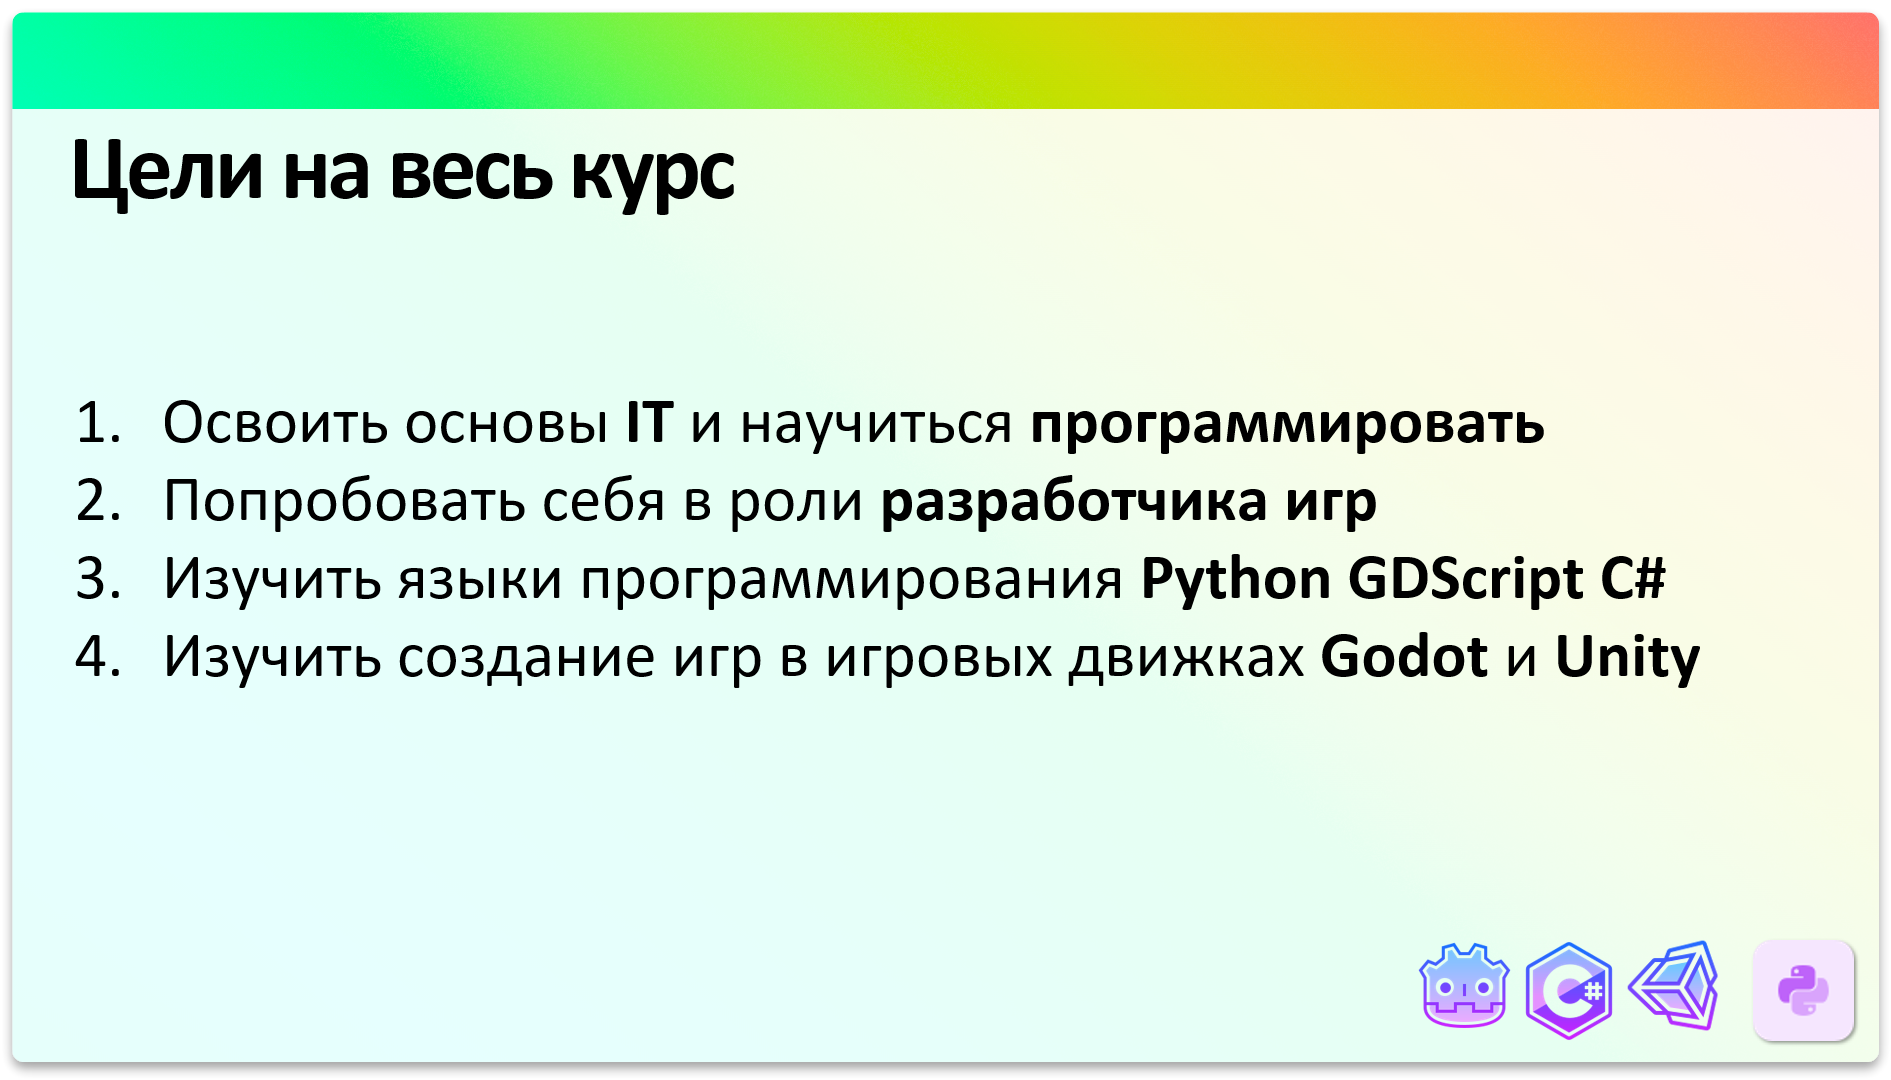 Цели на весь курс
1. Освоить основы IT и научиться программировать
2. Попробовать себя в роли разработчика игр
3. Изучить языки программирования Python GDScript C#
4. Изучить создание игр в игровых движках Godot и Unity
C#